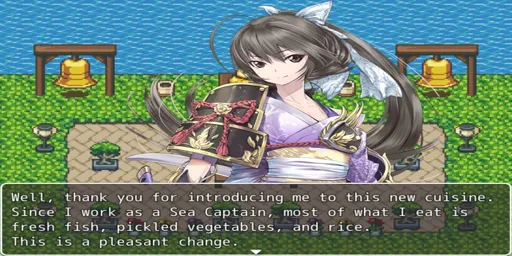 Well, thank you for introducing me to this new cuisine.
Since I work as a Sea Captain, most of what I eat is
fresh fish, pickled vegetables, and rice.
This is a pleasant change.